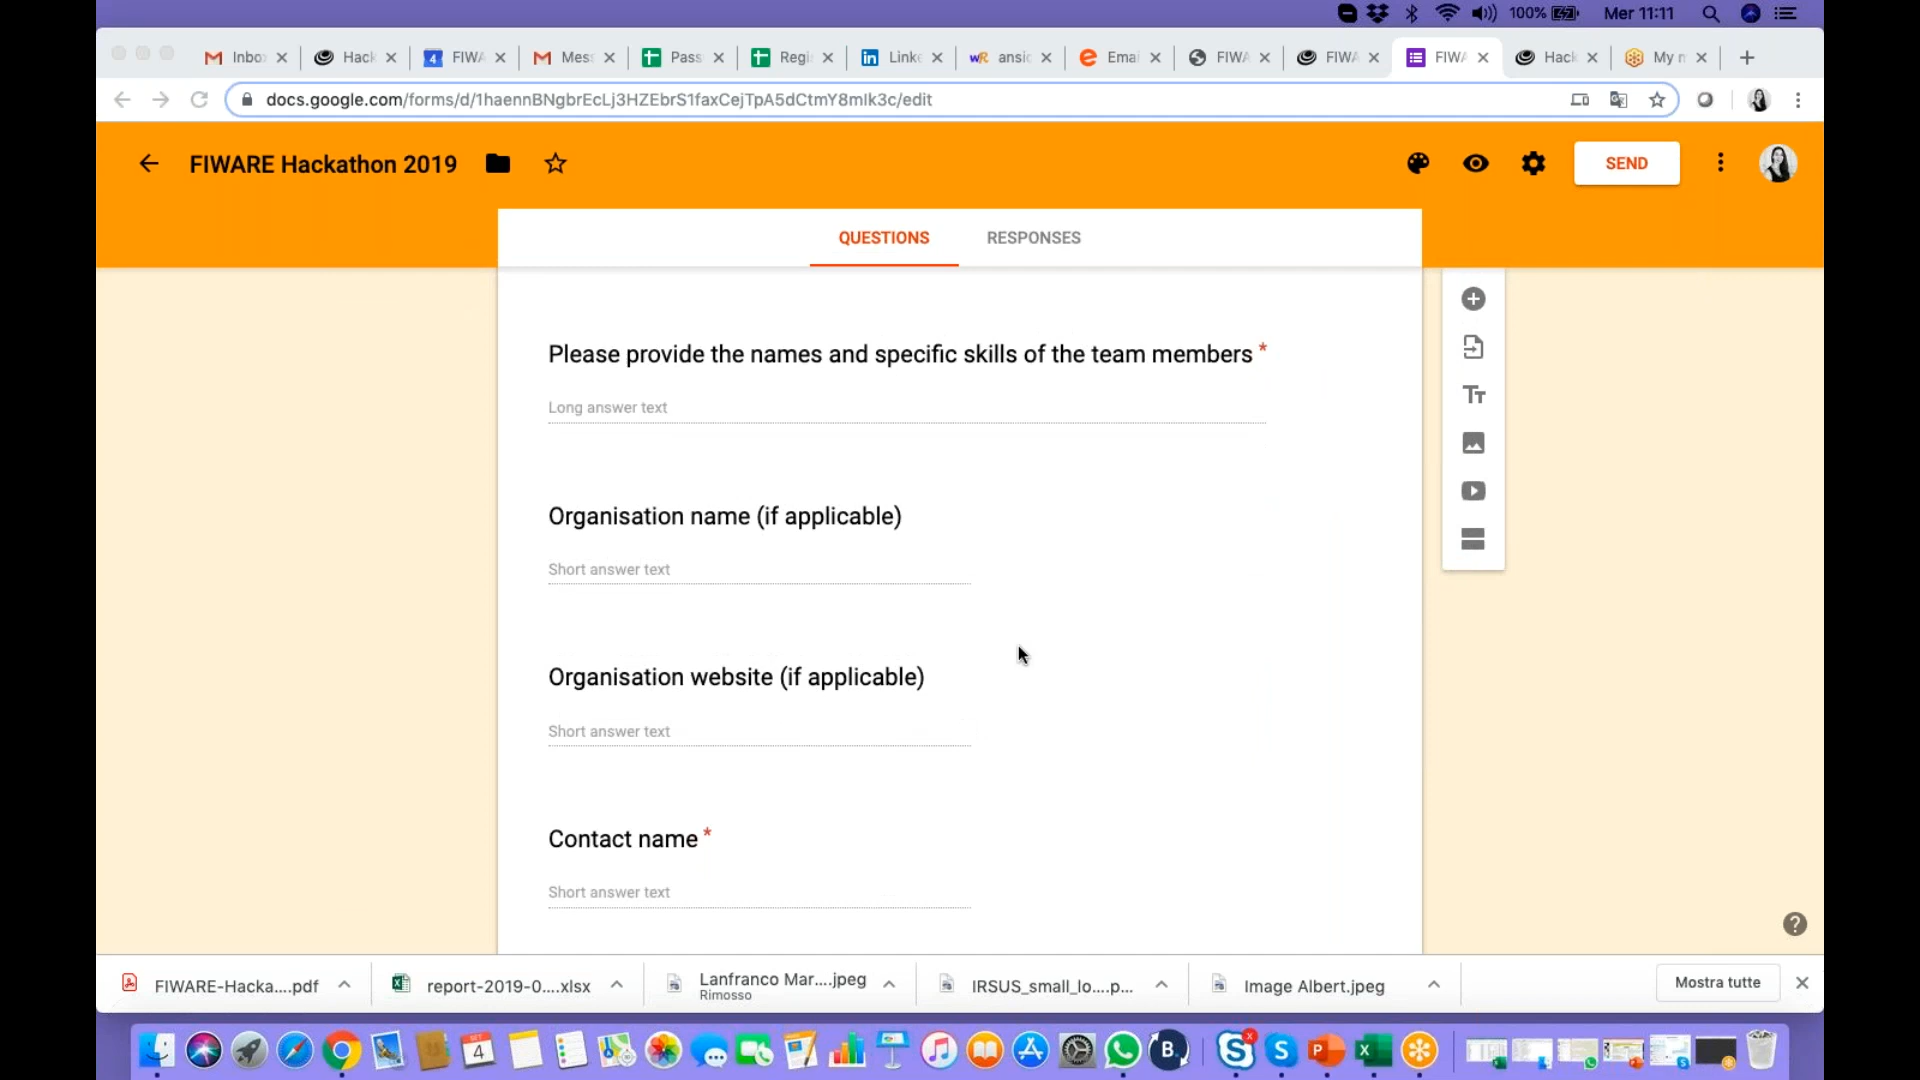 100% Mer 11:11
Inbo Hack FIWA Mess Pass Regi Linke ansic Emai FIWA FIWA FIWA Hack My m
docs.google.com/forms/d/1haennBNgbrEcLj3HZEbrS1faxCejTpA5dCtmY8mlk3c/edit
FIWARE Hackathon 2019
SEND
QUESTIONS RESPONSES
Please provide the names and specific skills of the team members *
Long answer text
Organisation name (if applicable)
Short answer text
Organisation website (if applicable)
Short answer text
Contact name *
Short answer text
FIWARE-Hacka....pdf
report-2019-0....xlsx
Lanfranco Mar....jpeg
Rimosso
IRSUS_small_lo....p...
Image Albert.jpeg
Mostra tutte